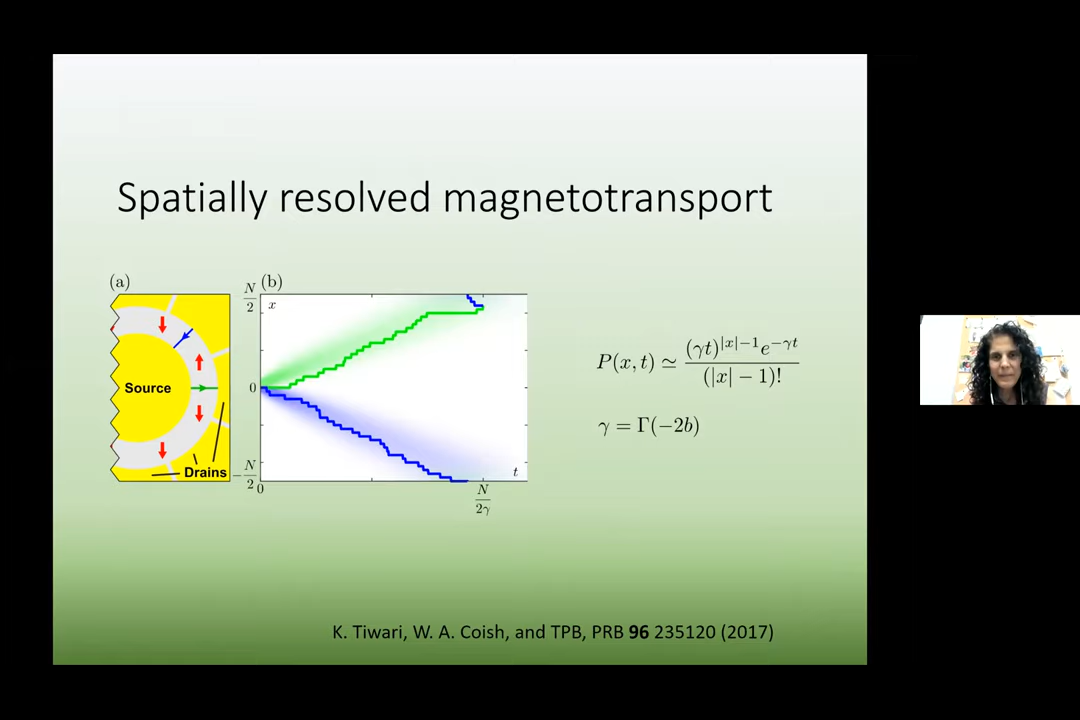 Spatially resolved magnetotransport
(a)
Source
Drains
(b)
N/2
x
0
-N/2
0
N/2γ
t
P(x, t) ≃ (γt)^{|x|−1}e^{−γt} / (|x| − 1)!
γ = Γ(−2b)
K. Tiwari, W. A. Coish, and TPB, PRB 96 235120 (2017)